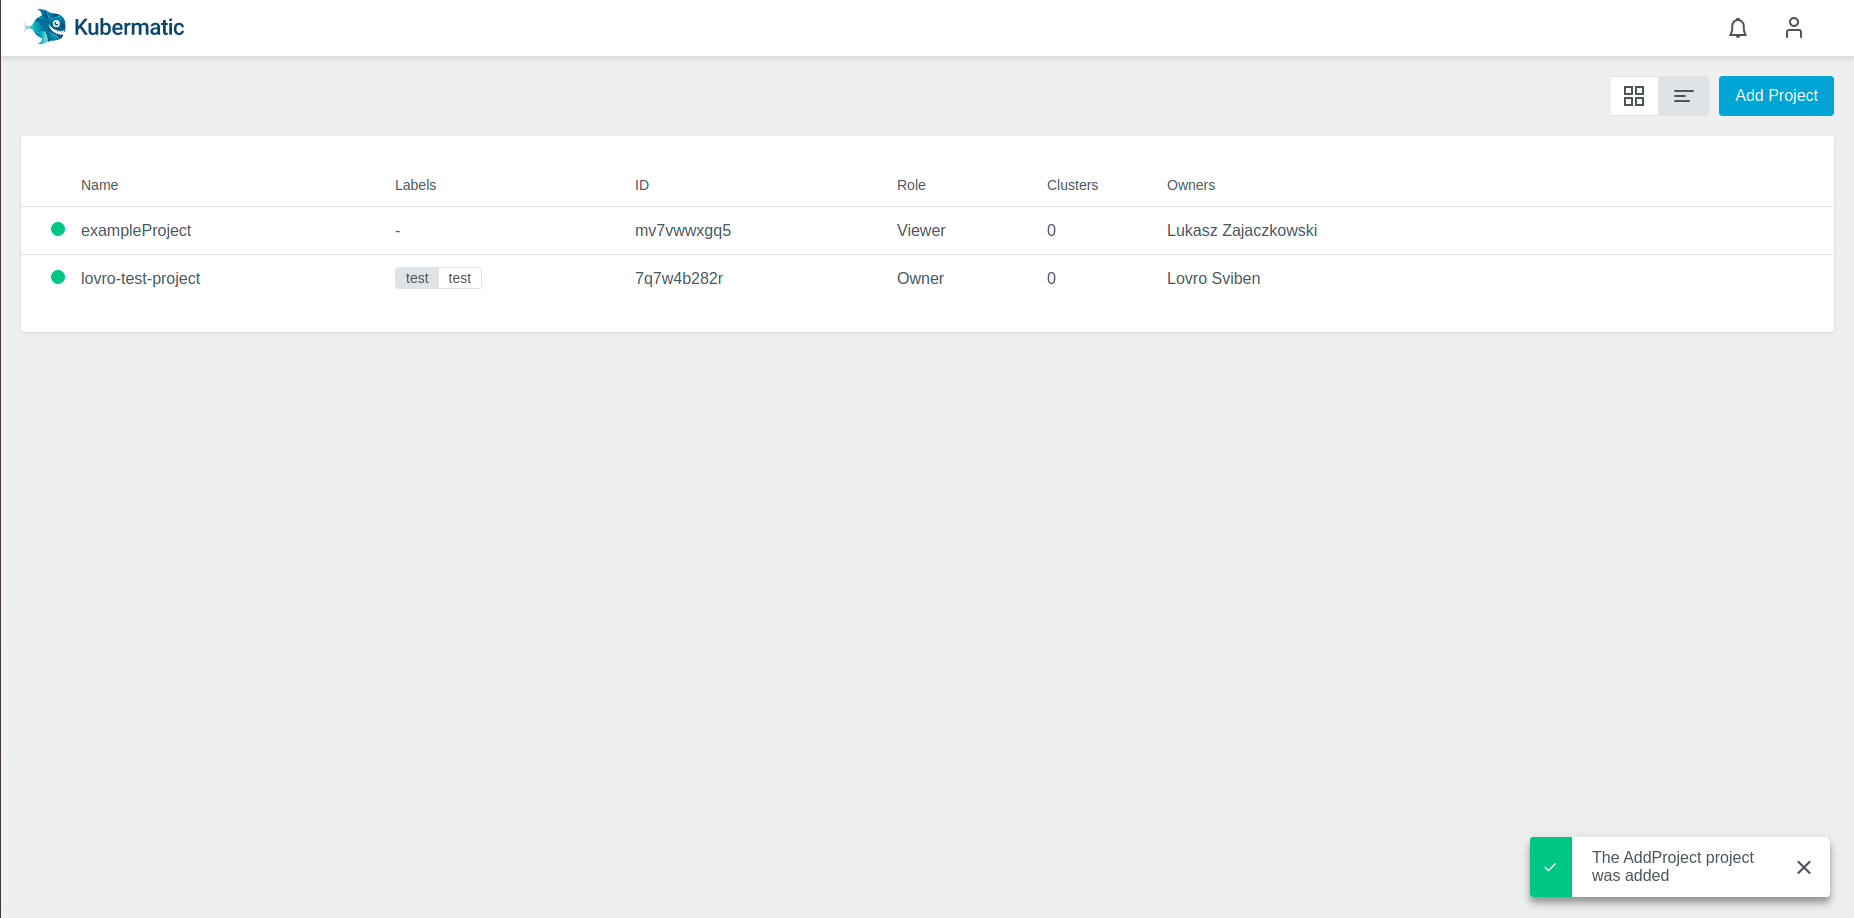 Kubermatic
Add Project
Name Labels ID Role Clusters Owners
exampleProject - mv7vwwxgq5 Viewer 0 Lukasz Zajaczkowski
lovro-test-project test test 7q7w4b282r Owner 0 Lovro Sviben
The AddProject project
was added